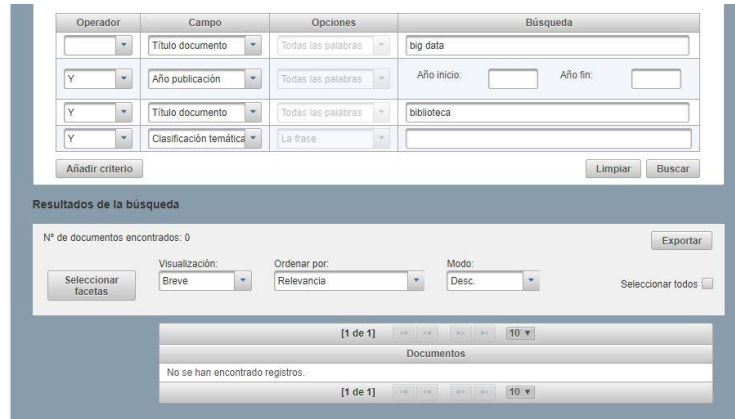 Operador Campo Opciones Búsqueda
Título documento Todas las palabras big data
Y Año publicación Todas las palabras Año inicio: Año fin:
Y Título documento Todas las palabras biblioteca
Y Clasificación temática La frase
Añadir criterio Limpiar Buscar
Resultados de la búsqueda
Nº de documentos encontrados: 0 Exportar
Visualización: Ordenar por: Modo:
Seleccionar facetas Breve Relevancia Desc. Seleccionar todos
[1 de 1] 10
Documentos
No se han encontrado registros.
[1 de 1] 10